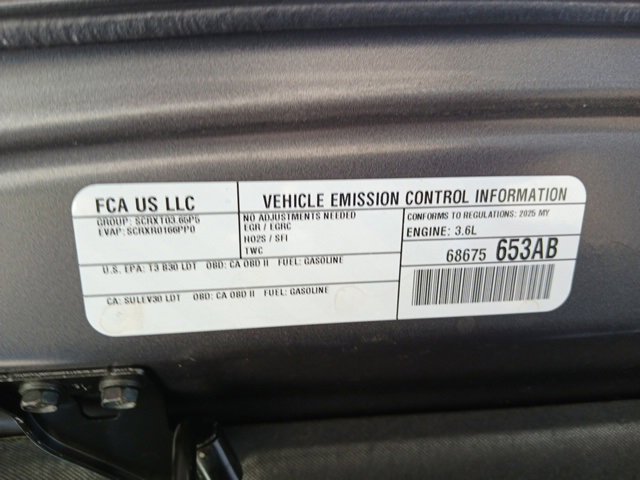 FCA US LLC
GROUP: SCRXT03.65P5
EVAP: SCRXR0166PP0
VEHICLE EMISSION CONTROL INFORMATION
NO ADJUSTMENTS NEEDED
EGR / EGRC
HO2S / SFI
TWC
CONFORMS TO REGULATIONS: 2025 MY
ENGINE: 3.6L
68675 653AB
U.S. EPA: T3 B30 LDT OBD: CA OBD II FUEL: GASOLINE
CA: SULEV30 LDT OBD: CA OBD II FUEL: GASOLINE